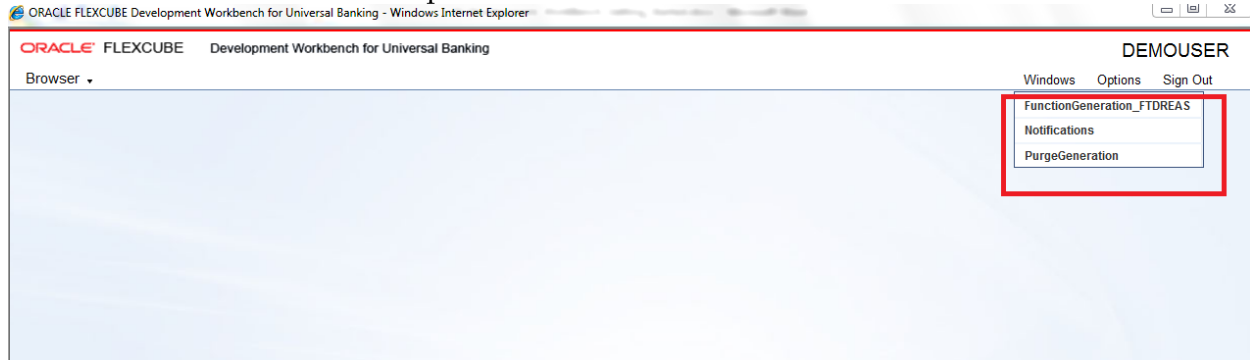 ORACLE FLEXCUBE Development Workbench for Universal Banking - Windows Internet Explorer
ORACLE FLEXCUBE Development Workbench for Universal Banking
DEMOUSER
Browser
Windows Options Sign Out
FunctionGeneration_FTDREAS
Notifications
PurgeGeneration